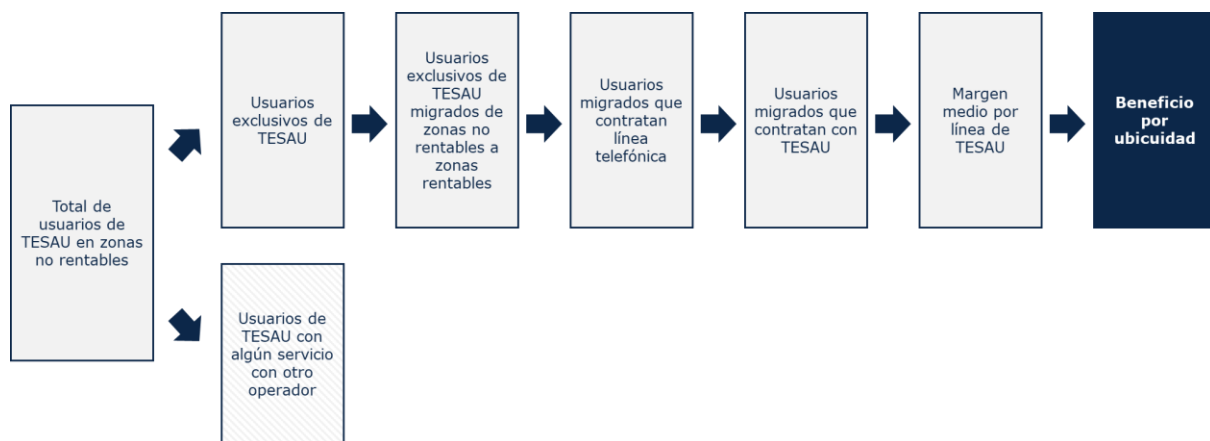 Total de
usuarios de
TESAU en zonas
no rentables
Usuarios
exclusivos de
TESAU
Usuarios
exclusivos de
TESAU
migrados de
zonas no
rentables a
zonas
rentables
Usuarios
migrados que
contratan
línea
telefónica
Usuarios
migrados que
contratan con
TESAU
Margen
medio por
línea de
TESAU
Beneficio
por
ubicuidad
Usuarios de
TESAU con
algún servicio
con otro
operador